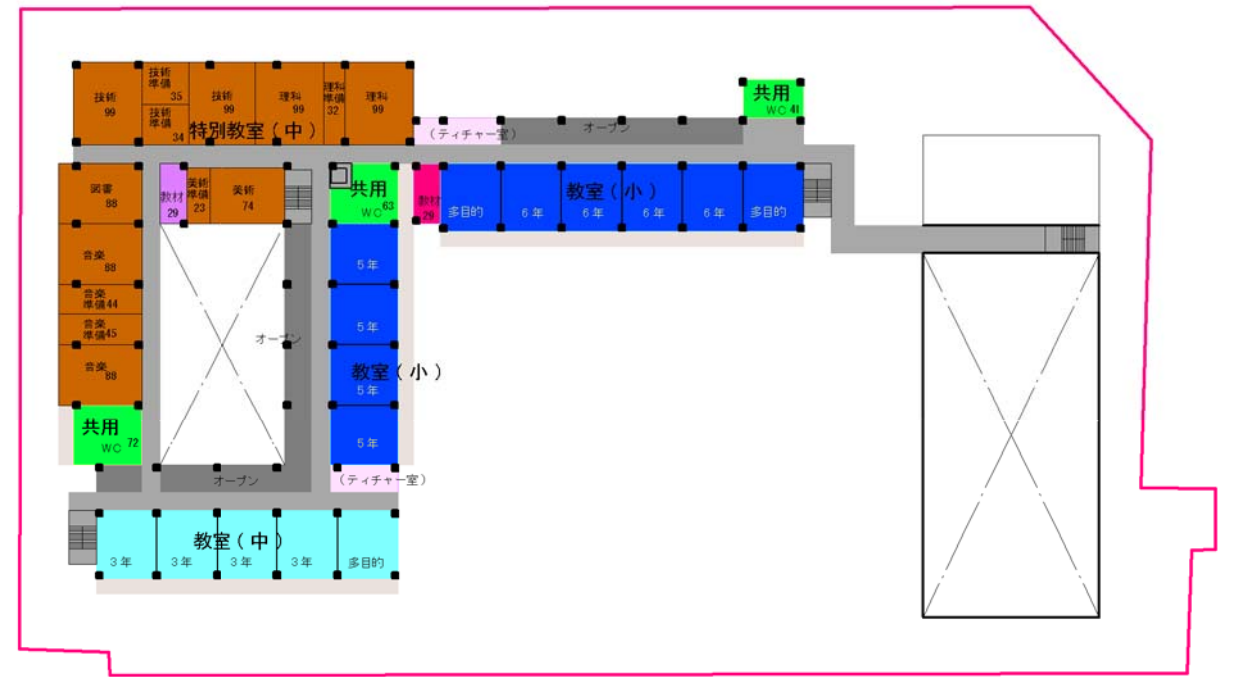 技術
99
技術
準備
35
技術
準備
34
技術
99
理科
99
理科
準備
32
理科
99
特別教室(中)
(ティチャー室)
オープン
共用
WC 41
図書
88
教材
29
美術
準備
23
美術
74
共用
WC 63
教材
29
教室(小)
多目的
6年
6年
6年
6年
多目的
音楽
88
音楽
準備44
音楽
準備45
音楽
88
オープン
5年
5年
教室(小)
5年
5年
共用
WC 72
オープン
(ティチャー室)
教室(中)
3年
3年
3年
3年
多目的